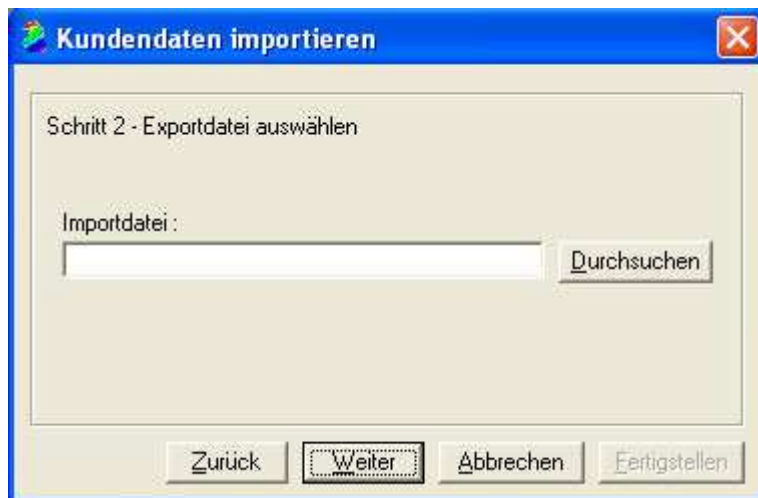 Kundendaten importieren
Schritt 2 - Exportdatei auswählen
Importdatei :
Durchsuchen
Zurück Weiter Abbrechen Fertigstellen